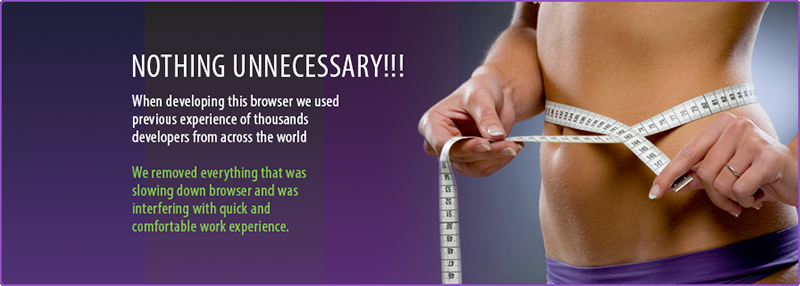 NOTHING UNNECESSARY!!!
When developing this browser we used
previous experience of thousands
developers from across the world
We removed everything that was
slowing down browser and was
interfering with quick and
comfortable work experience.